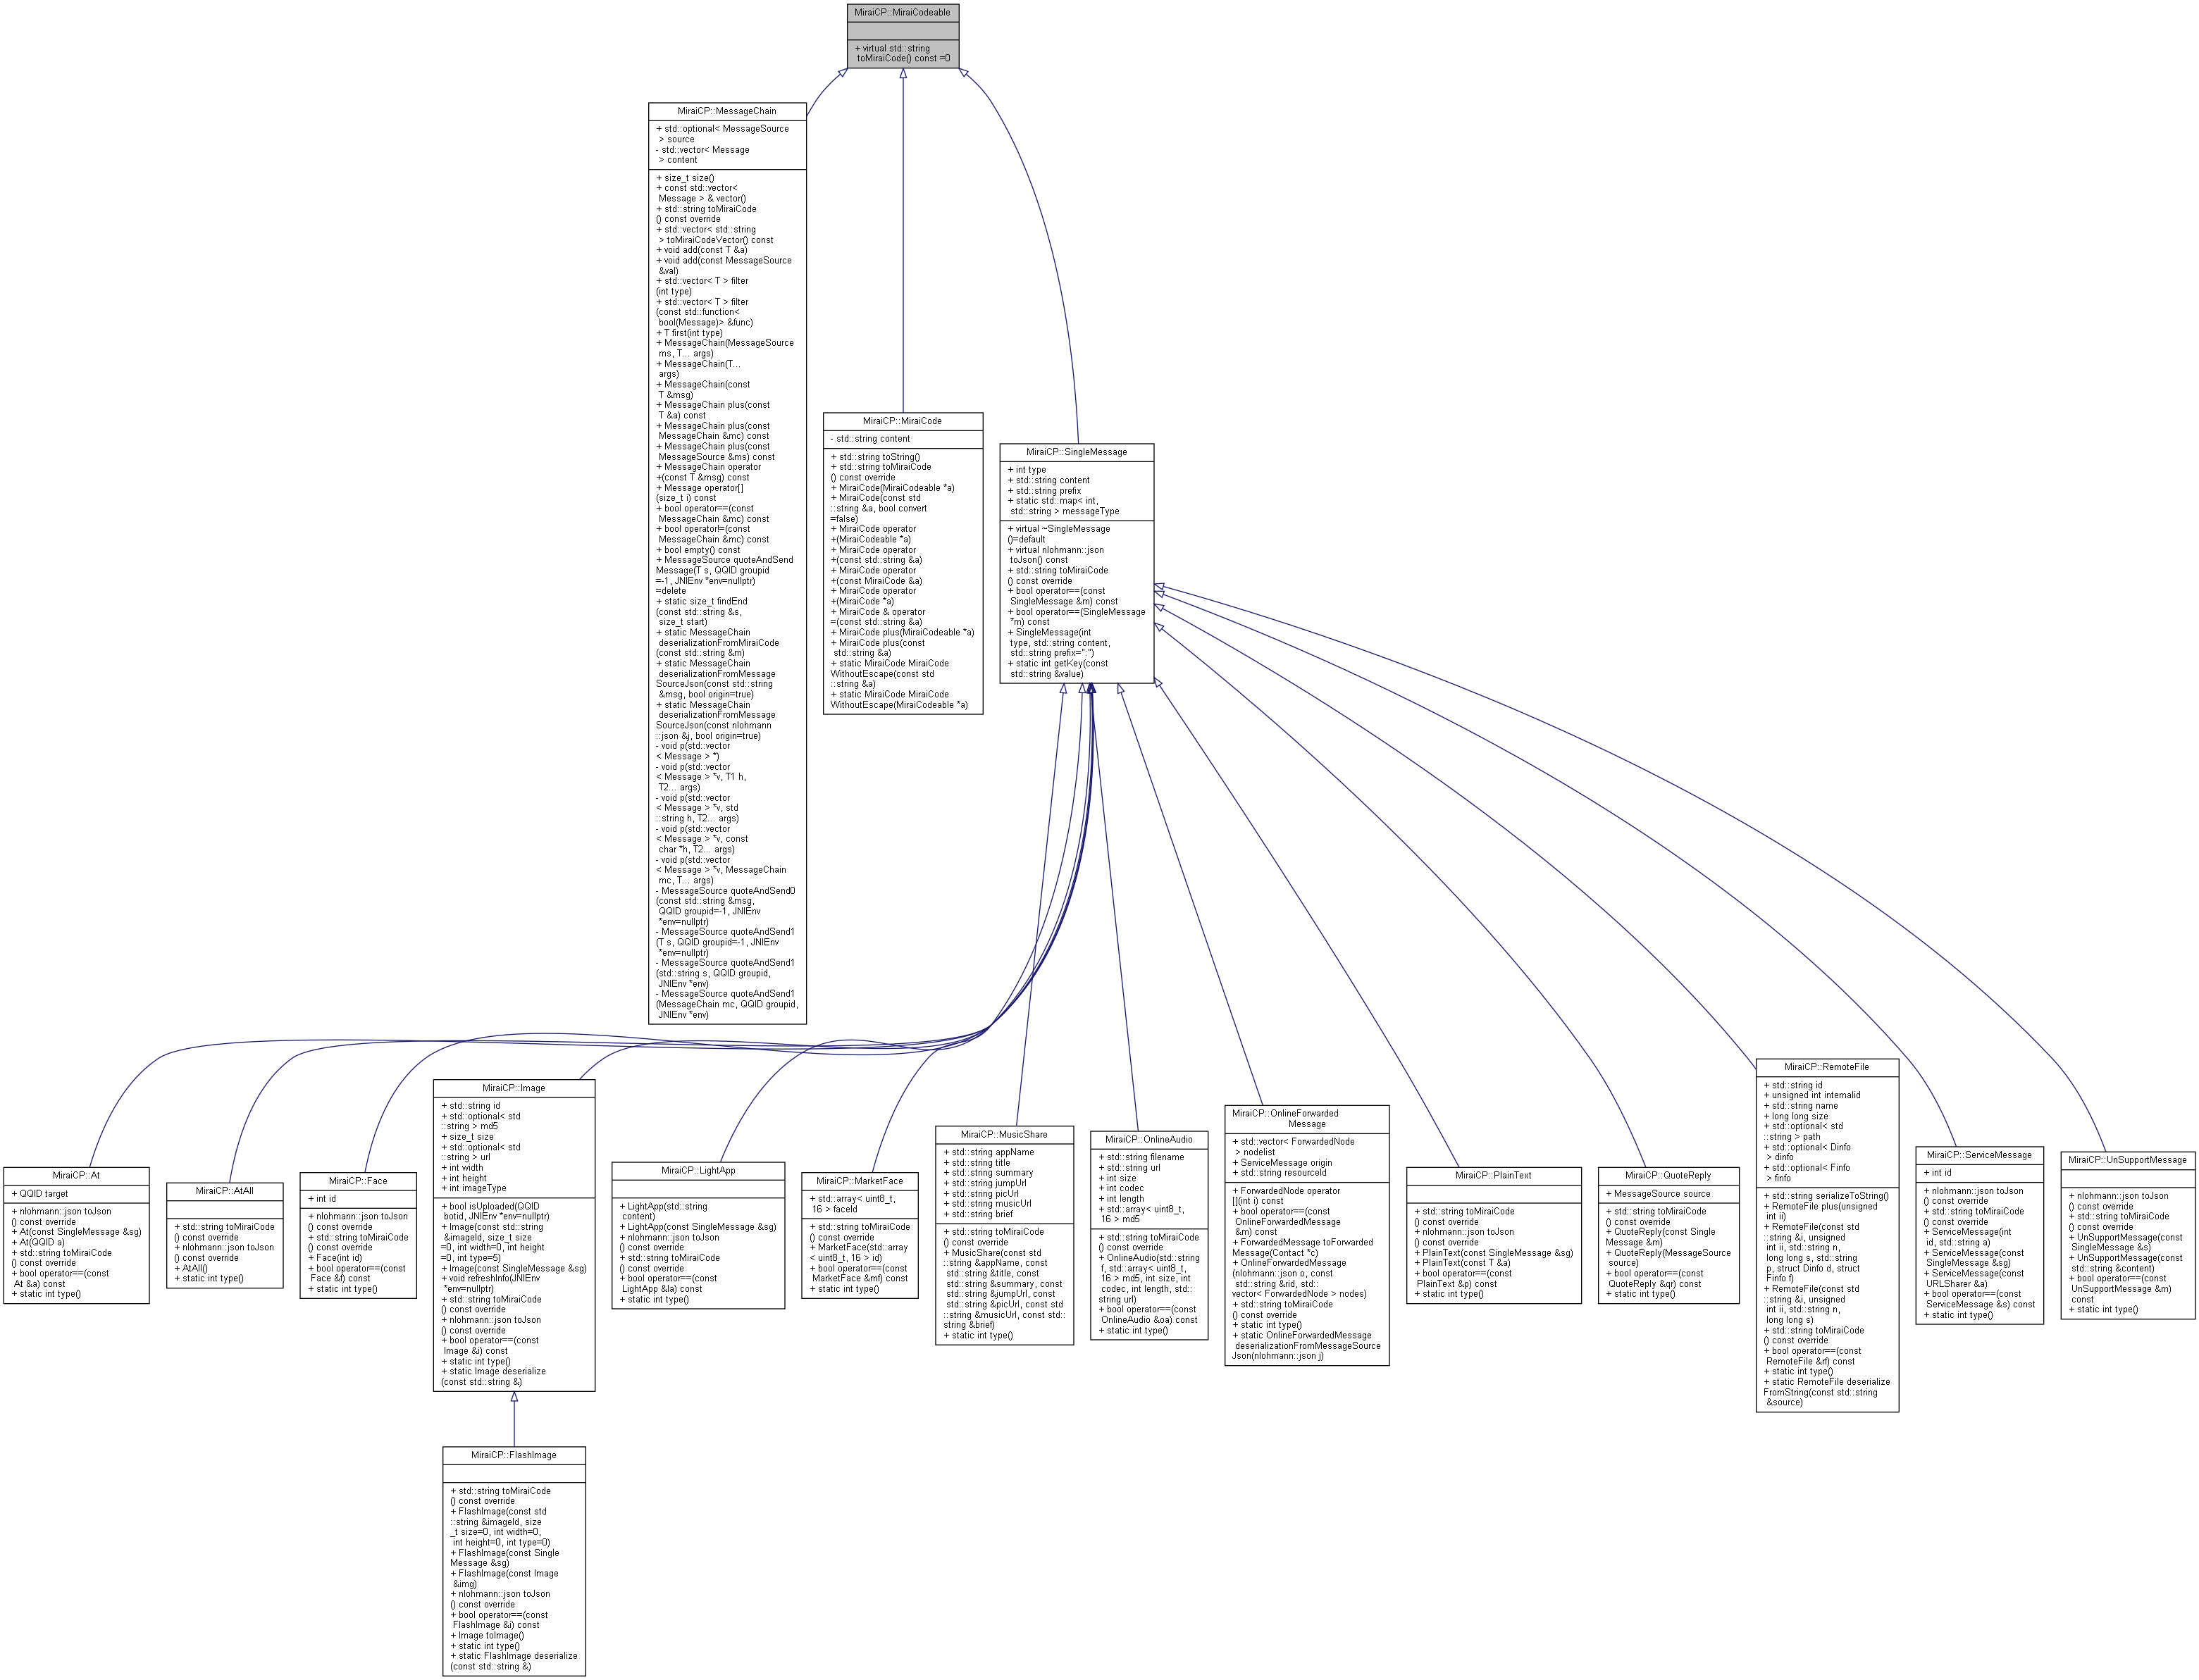 MiraiCP::MiraiCodeable
+ virtual std::string
toMiraiCode() const =0
MiraiCP::MessageChain
+ std::optional< MessageSource
> source
- std::vector< Message
> content
+ size_t size()
+ const std::vector<
Message > & vector()
+ std::string toMiraiCode
() const override
+ std::vector< std::string
> toMiraiCodeVector() const
+ void add(const T &a)
+ void add(const MessageSource
&val)
+ std::vector< T > filter
(int type)
+ std::vector< T > filter
(const std::function<
bool(Message)> &func)
+ T first(int type)
+ MessageChain(MessageSource
ms, T... args)
+ MessageChain(T...
args)
+ MessageChain(const
T &msg)
+ MessageChain plus(const
T &a) const
+ MessageChain plus(const
MessageChain &mc) const
+ MessageChain plus(const
MessageSource &ms) const
+ MessageChain operator
+(const T &msg) const
+ Message operator[]
(size_t i) const
+ bool operator==(const
MessageChain &mc) const
+ bool operator!=(const
MessageChain &mc) const
+ bool empty() const
+ MessageSource quoteAndSend
Message(T s, QQID groupid
=-1, JNIEnv *env=nullptr)
=delete
+ static size_t findEnd
(const std::string &s,
size_t start)
+ static MessageChain
deserializationFromMiraiCode
(const std::string &m)
+ static MessageChain
deserializationFromMessage
SourceJson(const std::string
&msg, bool origin=true)
+ static MessageChain
deserializationFromMessage
SourceJson(const nlohmann
::json &j, bool origin=true)
- void p(std::vector
< Message > *)
- void p(std::vector
< Message > *v, T1 h,
T2... args)
- void p(std::vector
< Message > *v, std
::string h, T2... args)
- void p(std::vector
< Message > *v, const
char *h, T2... args)
- void p(std::vector
< Message > *v, MessageChain
mc, T... args)
- MessageSource quoteAndSend0
(const std::string &msg,
QQID groupid=-1, JNIEnv
*env=nullptr)
- MessageSource quoteAndSend1
(T s, QQID groupid=-1, JNIEnv
*env=nullptr)
- MessageSource quoteAndSend1
(std::string s, QQID groupid,
JNIEnv *env)
- MessageSource quoteAndSend1
(MessageChain mc, QQID groupid,
JNIEnv *env)
MiraiCP::MiraiCode
- std::string content
+ std::string toString()
+ std::string toMiraiCode
() const override
+ MiraiCode(MiraiCodeable *a)
+ MiraiCode(const std
::string &a, bool convert
=false)
+ MiraiCode operator
+(MiraiCodeable *a)
+ MiraiCode operator
+(const std::string &a)
+ MiraiCode operator
+(const MiraiCode &a)
+ MiraiCode operator
+(MiraiCode *a)
+ MiraiCode & operator
=(const std::string &a)
+ MiraiCode plus(MiraiCodeable *a)
+ MiraiCode plus(const
std::string &a)
+ static MiraiCode MiraiCode
WithoutEscape(const std
::string &a)
+ static MiraiCode MiraiCode
WithoutEscape(MiraiCodeable *a)
MiraiCP::SingleMessage
+ int type
+ std::string content
+ std::string prefix
+ static std::map< int,
std::string > messageType
+ virtual ~SingleMessage
()=default
+ virtual nlohmann::json
toJson() const
+ std::string toMiraiCode
() const override
+ bool operator==(const
SingleMessage &m) const
+ bool operator==(SingleMessage
*m) const
+ SingleMessage(int
type, std::string content,
std::string prefix=":")
+ static int getKey(const
std::string &value)
MiraiCP::At
+ QQID target
+ nlohmann::json toJson
() const override
+ At(const SingleMessage &sg)
+ At(QQID a)
+ std::string toMiraiCode
() const override
+ bool operator==(const
At &a) const
+ static int type()
MiraiCP::AtAll
+ std::string toMiraiCode
() const override
+ nlohmann::json toJson
() const override
+ AtAll()
+ static int type()
MiraiCP::Face
+ int id
+ nlohmann::json toJson
() const override
+ std::string toMiraiCode
() const override
+ Face(int id)
+ bool operator==(const
Face &f) const
+ static int type()
MiraiCP::Image
+ std::string id
+ std::optional< std
::string > md5
+ size_t size
+ std::optional< std
::string > url
+ int width
+ int height
+ int imageType
+ bool isUploaded(QQID
botid, JNIEnv *env=nullptr)
+ Image(const std::string
&imageId, size_t size
=0, int width=0, int height
=0, int type=5)
+ Image(const SingleMessage &sg)
+ void refreshInfo(JNIEnv
*env=nullptr)
+ std::string toMiraiCode
() const override
+ nlohmann::json toJson
() const override
+ bool operator==(const
Image &i) const
+ static int type()
+ static Image deserialize
(const std::string &)
MiraiCP::LightApp
+ LightApp(std::string
content)
+ LightApp(const SingleMessage &sg)
+ nlohmann::json toJson
() const override
+ std::string toMiraiCode
() const override
+ bool operator==(const
LightApp &la) const
+ static int type()
MiraiCP::MarketFace
+ std::array< uint8_t,
16 > faceId
+ std::string toMiraiCode
() const override
+ MarketFace(std::array
< uint8_t, 16 > id)
+ bool operator==(const
MarketFace &mf) const
+ static int type()
MiraiCP::MusicShare
+ std::string appName
+ std::string title
+ std::string summary
+ std::string jumpUrl
+ std::string picUrl
+ std::string musicUrl
+ std::string brief
+ std::string toMiraiCode
() const override
+ MusicShare(const std
::string &appName, const
std::string &title, const
std::string &summary, const
std::string &jumpUrl, const
std::string &picUrl, const std
::string &musicUrl, const std::
string &brief)
+ static int type()
MiraiCP::OnlineAudio
+ std::string filename
+ std::string url
+ int size
+ int codec
+ int length
+ std::array< uint8_t,
16 > md5
+ std::string toMiraiCode
() const override
+ OnlineAudio(std::string
f, std::array< uint8_t,
16 > md5, int size, int
codec, int length, std::
string url)
+ bool operator==(const
OnlineAudio &oa) const
+ static int type()
MiraiCP::OnlineForwarded
Message
+ std::vector< ForwardedNode
> nodelist
+ ServiceMessage origin
+ std::string resourceId
+ ForwardedNode operator
[](int i) const
+ bool operator==(const
OnlineForwardedMessage
&m) const
+ ForwardedMessage toForwarded
Message(Contact *c)
+ OnlineForwardedMessage
(nlohmann::json o, const
std::string &rid, std::
vector< ForwardedNode > nodes)
+ std::string toMiraiCode
() const override
+ static int type()
+ static OnlineForwardedMessage
deserializationFromMessageSource
Json(nlohmann::json j)
MiraiCP::PlainText
+ std::string toMiraiCode
() const override
+ nlohmann::json toJson
() const override
+ PlainText(const SingleMessage &sg)
+ PlainText(const T &a)
+ bool operator==(const
PlainText &p) const
+ static int type()
MiraiCP::QuoteReply
+ MessageSource source
+ std::string toMiraiCode
() const override
+ QuoteReply(const Single
Message &m)
+ QuoteReply(MessageSource
source)
+ bool operator==(const
QuoteReply &qr) const
+ static int type()
MiraiCP::RemoteFile
+ std::string id
+ unsigned int internalid
+ std::string name
+ long long size
+ std::optional< std
::string > path
+ std::optional< Dinfo
> dinfo
+ std::optional< Finfo
> finfo
+ std::string serializeToString()
+ RemoteFile plus(unsigned
int ii)
+ RemoteFile(const std
::string &i, unsigned
int ii, std::string n,
long long s, std::string
p, struct Dinfo d, struct
Finfo f)
+ RemoteFile(const std
::string &i, unsigned
int ii, std::string n,
long long s)
+ std::string toMiraiCode
() const override
+ bool operator==(const
RemoteFile &rf) const
+ static int type()
+ static RemoteFile deserialize
FromString(const std::string
&source)
MiraiCP::ServiceMessage
+ int id
+ nlohmann::json toJson
() const override
+ std::string toMiraiCode
() const override
+ ServiceMessage(int
id, std::string a)
+ ServiceMessage(const
SingleMessage &sg)
+ ServiceMessage(const
URLSharer &a)
+ bool operator==(const
ServiceMessage &s) const
+ static int type()
MiraiCP::UnSupportMessage
+ nlohmann::json toJson
() const override
+ std::string toMiraiCode
() const override
+ UnSupportMessage(const
SingleMessage &s)
+ UnSupportMessage(const
std::string &content)
+ bool operator==(const
UnSupportMessage &m)
const
+ static int type()
MiraiCP::FlashImage
+ std::string toMiraiCode
() const override
+ FlashImage(const std
::string &imageId, size
_t size=0, int width=0,
int height=0, int type=0)
+ FlashImage(const Single
Message &sg)
+ FlashImage(const Image
&img)
+ nlohmann::json toJson
() const override
+ bool operator==(const
FlashImage &i) const
+ Image toImage()
+ static int type()
+ static FlashImage deserialize
(const std::string &)